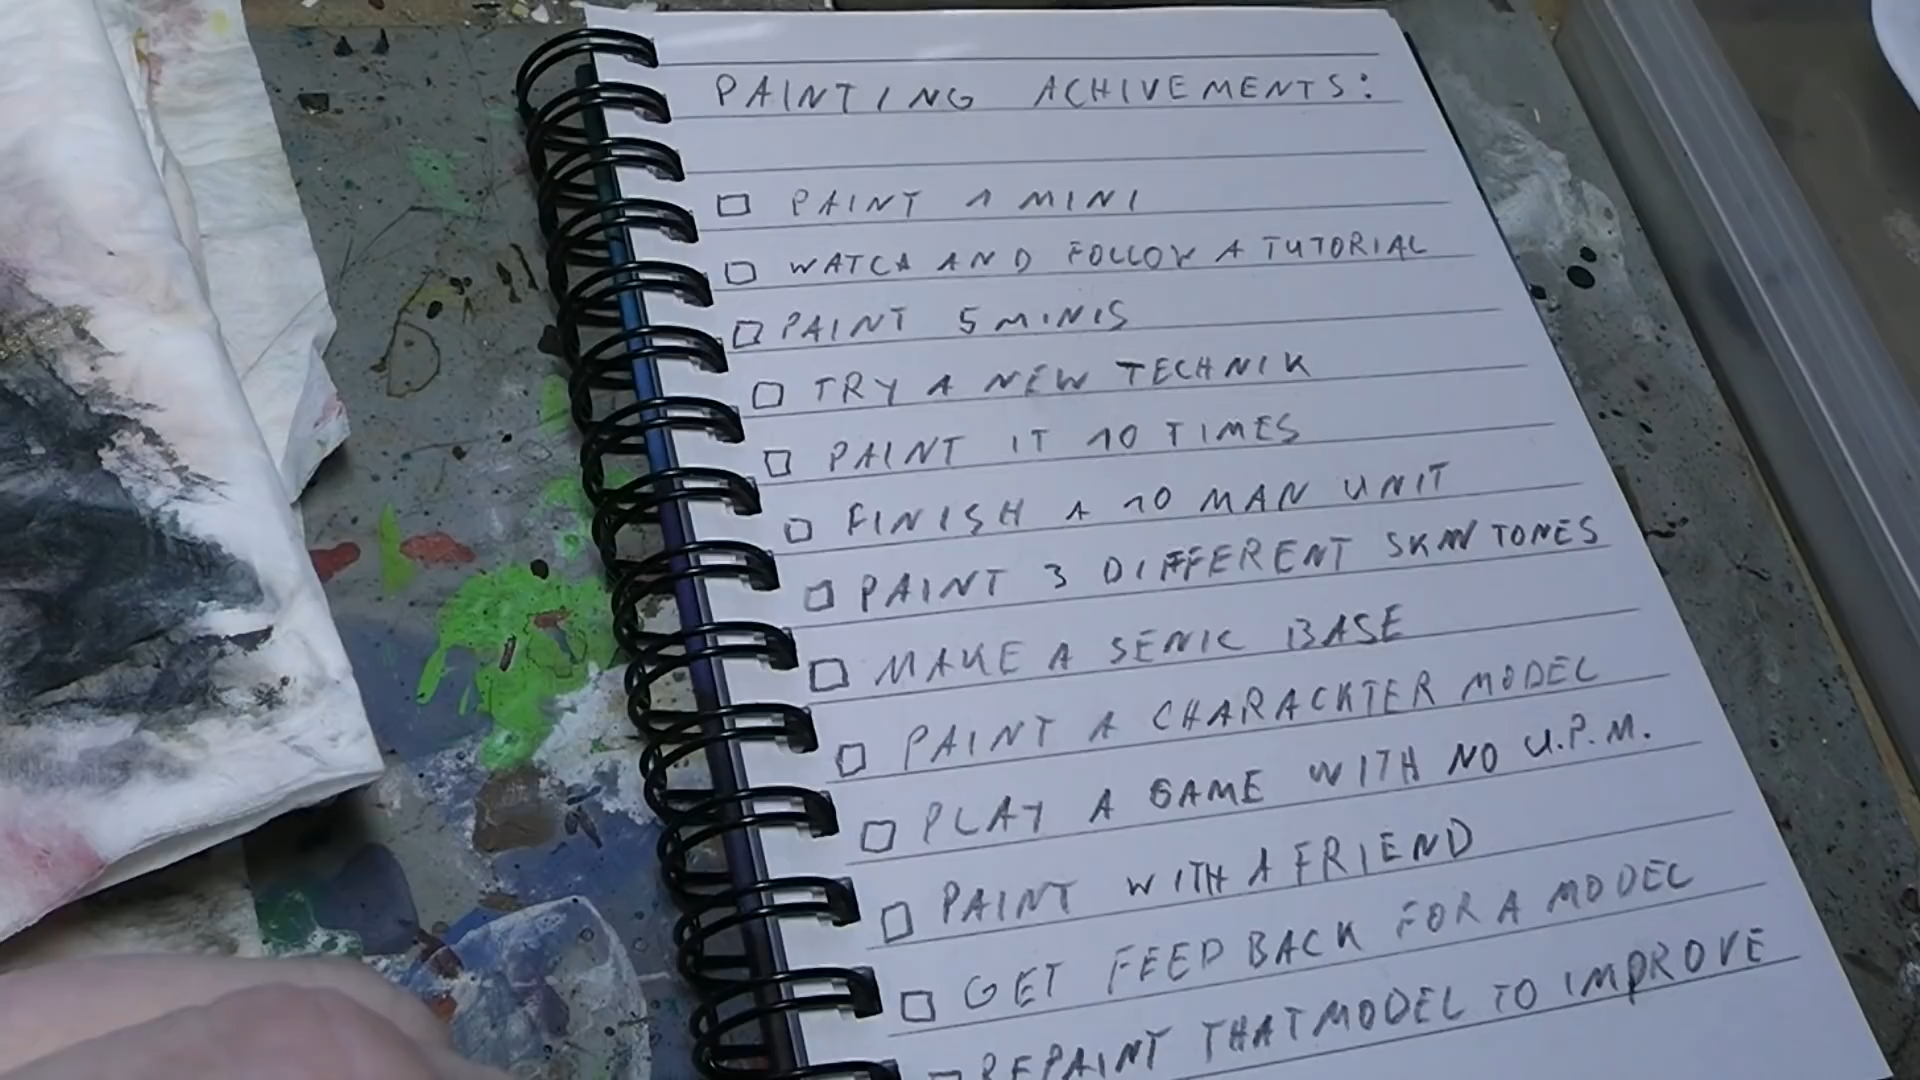 PAINTING ACHIVEMENTS:
PAINT 1 MINI
WATCH AND FOLLOW A TUTORIAL
PAINT 5 MINIS
TRY A NEW TECHNIK
PAINT IT 10 TIMES
FINISH A 10 MAN UNIT
PAINT 3 DIFFERENT SKIN TONES
MAKE A SENIC BASE
PAINT A CHARACKTER MODEL
PLAY A GAME WITH NO U.P.M.
PAINT WITH A FRIEND
GET FEEDBACK FOR A MODEL
REPAINT THAT MODEL TO IMPROVE